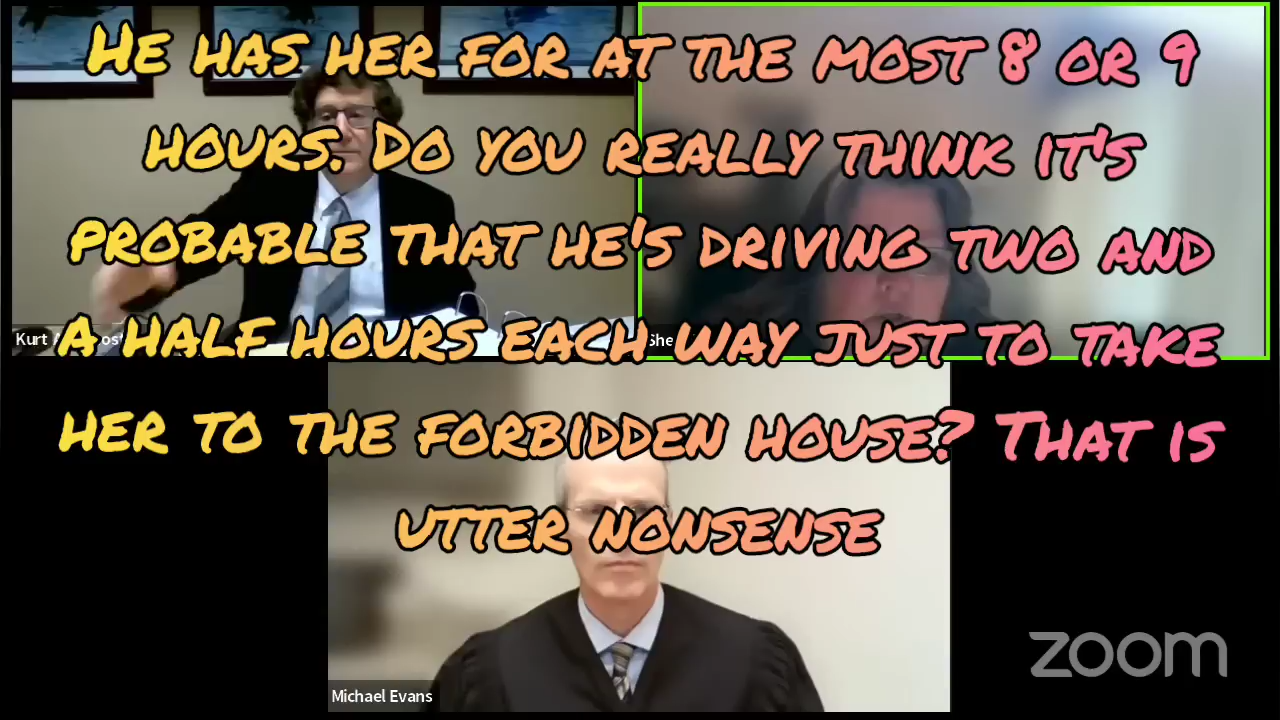 He has her for at the most 8 or 9
hours. Do you really think it's
probable that he's driving two and
Kurt
She
a half hours each way just to take
her to the forbidden house? That is
utter nonsense
zoom
Michael Evans